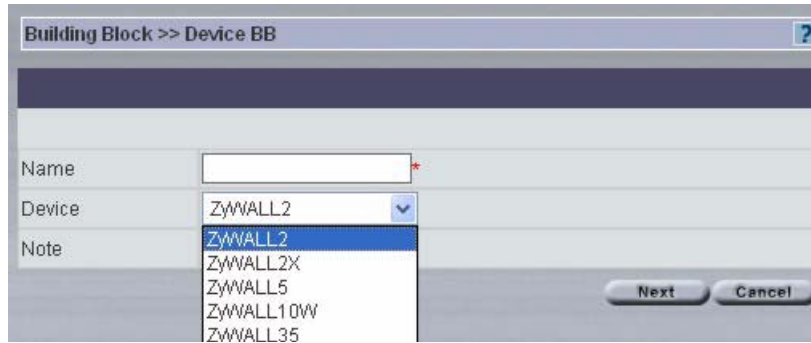 Building Block >> Device BB
?
Name *
Device ZyWALL2
ZyWALL2
Note
ZyWALL2X
ZyWALL5
ZyWALL10W
ZyWALL35
Next Cancel